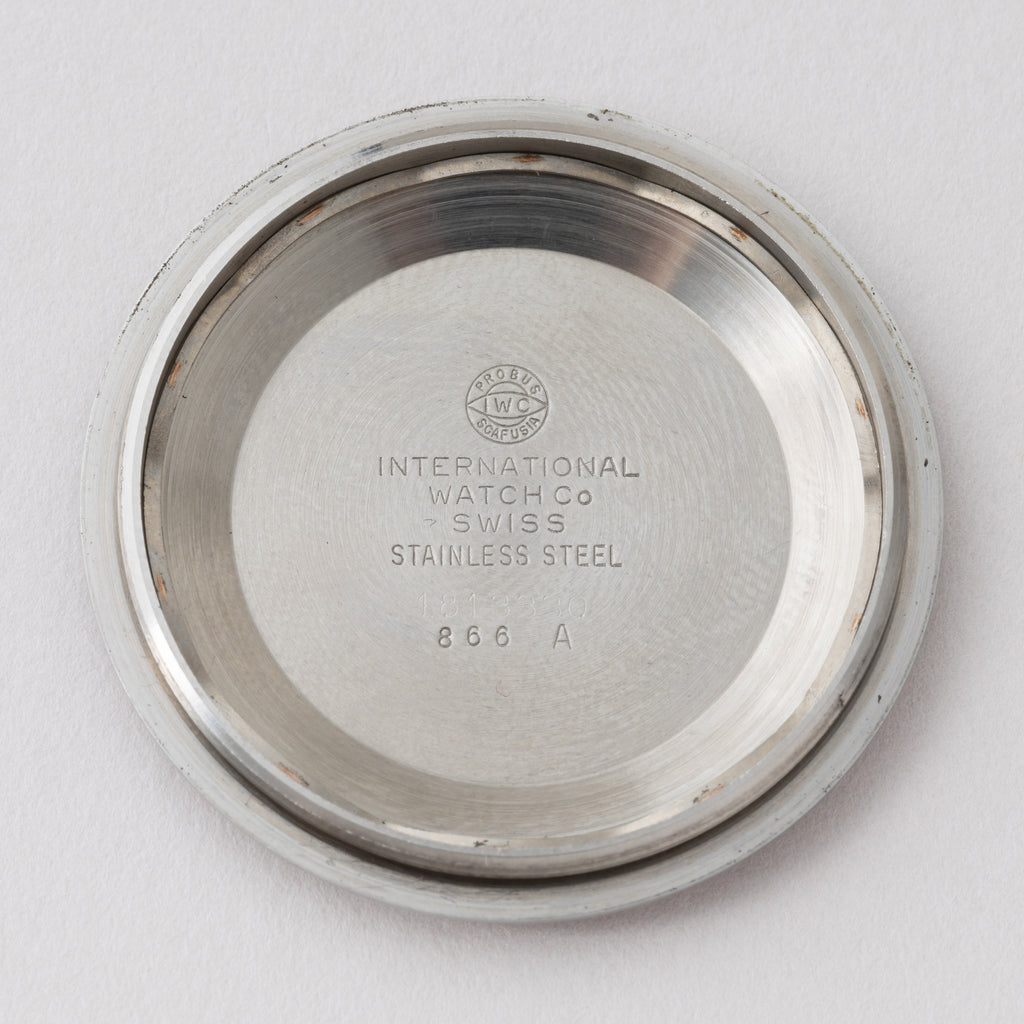 PROBUS
IWC
SCAFUSIA
INTERNATIONAL
WATCH Co
SWISS
STAINLESS STEEL
866 A